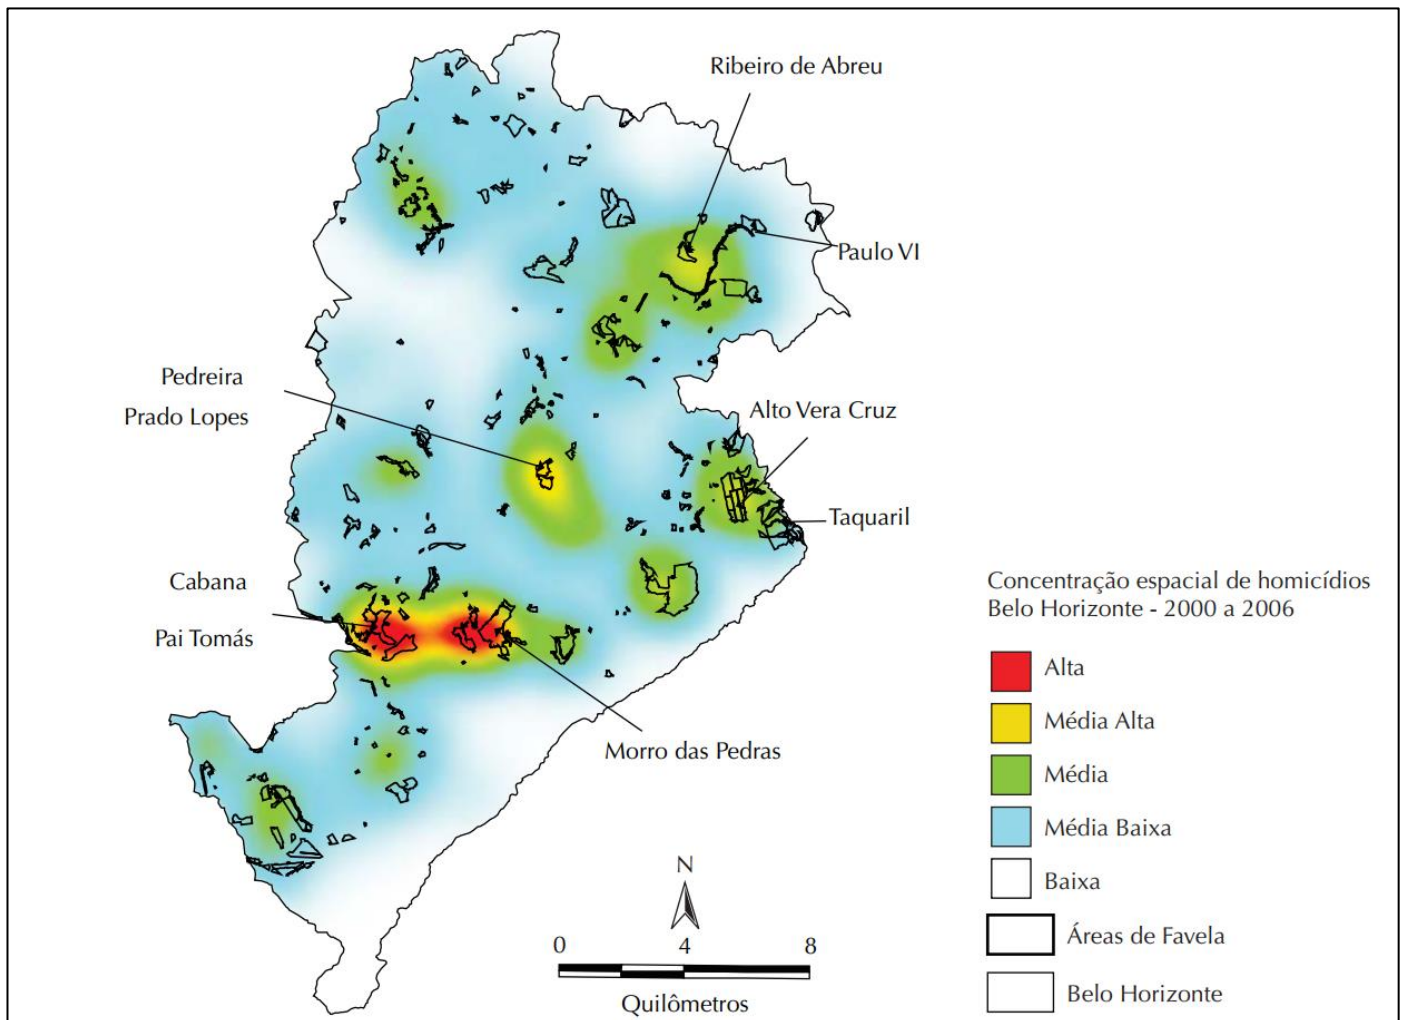 Ribeiro de Abreu
Paulo VI
Pedreira
Prado Lopes
Alto Vera Cruz
Taquaril
Cabana
Pai Tomás
Morro das Pedras
Concentração espacial de homicídios
Belo Horizonte - 2000 a 2006
Alta
Média Alta
Média
Média Baixa
Baixa
Áreas de Favela
Belo Horizonte
N
0 4 8
Quilômetros